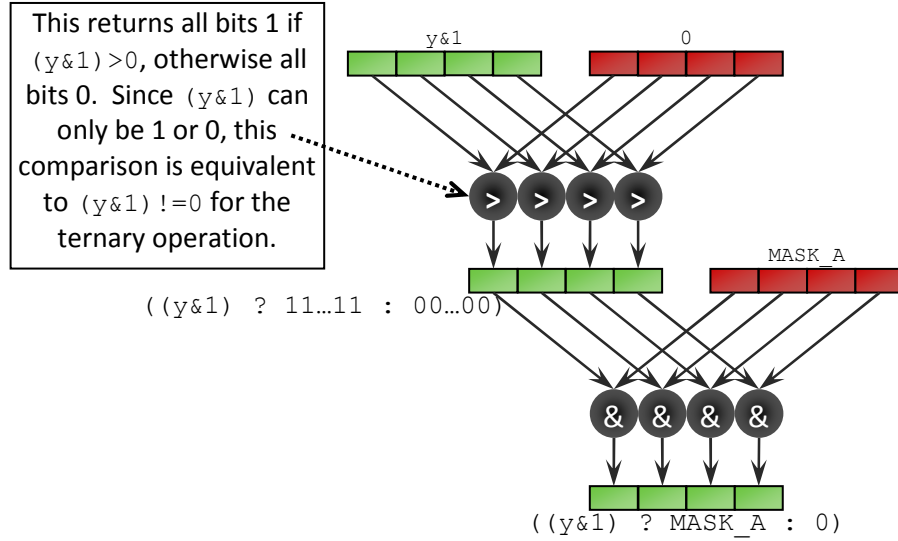 This returns all bits 1 if
(y&1)>0, otherwise all
bits 0. Since (y&1) can
only be 1 or 0, this
comparison is equivalent
to (y&1)!=0 for the
ternary operation.
y&1
0
> > > >
MASK_A
((y&1) ? 11…11 : 00…00)
& & & &
((y&1) ? MASK_A : 0)